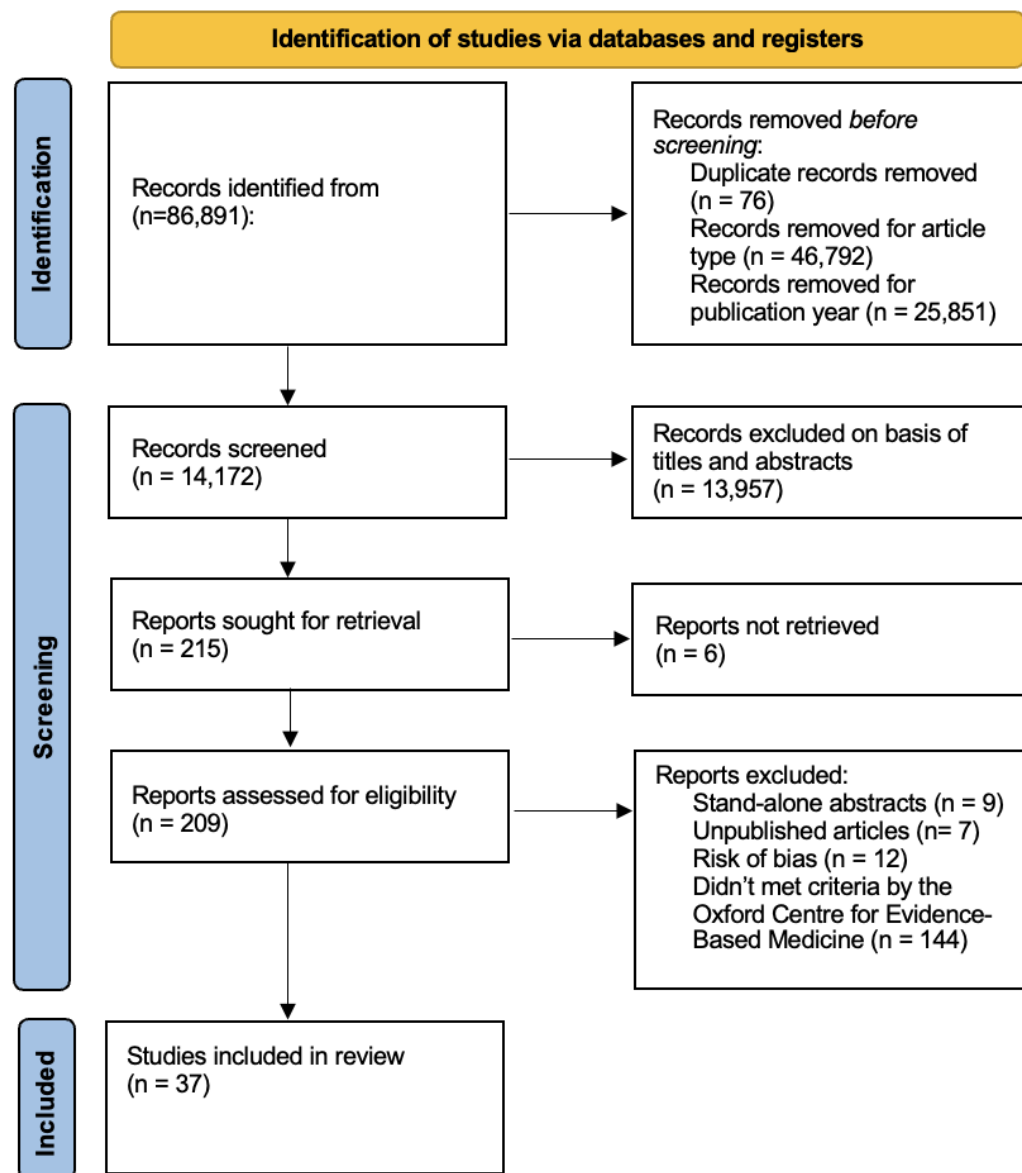 Identification of studies via databases and registers
Identification
Records identified from
(n=86,891):
Records removed before
screening:
Duplicate records removed
(n = 76)
Records removed for article
type (n = 46,792)
Records removed for
publication year (n = 25,851)
Screening
Records screened
(n = 14,172)
Records excluded on basis of
titles and abstracts
(n = 13,957)
Reports sought for retrieval
(n = 215)
Reports not retrieved
(n = 6)
Reports assessed for eligibility
(n = 209)
Reports excluded:
Stand-alone abstracts (n = 9)
Unpublished articles (n= 7)
Risk of bias (n = 12)
Didn’t met criteria by the
Oxford Centre for Evidence-
Based Medicine (n = 144)
Included
Studies included in review
(n = 37)